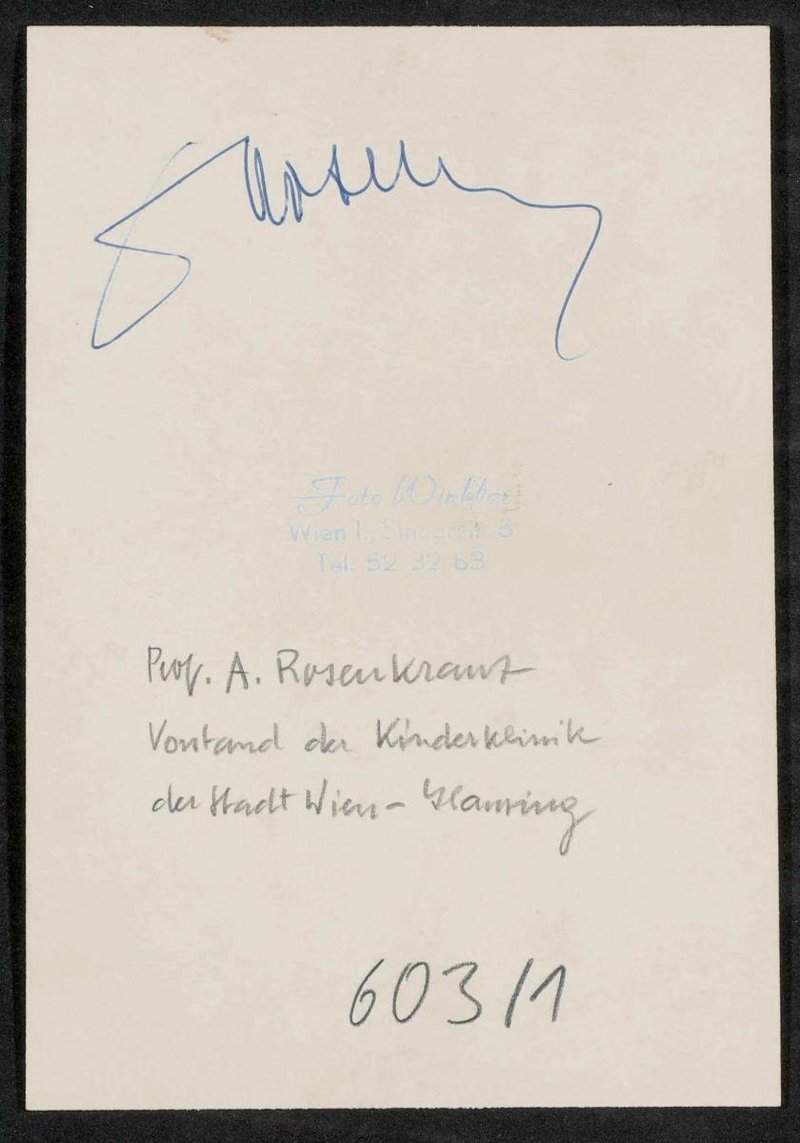 Foto Winkler
Wien I., Singerstr. 8
Tel. 52 32 63
Prof. A. Rosenkranz
Vorstand der Kinderklinik
der Stadt Wien - Glanzing
603/1